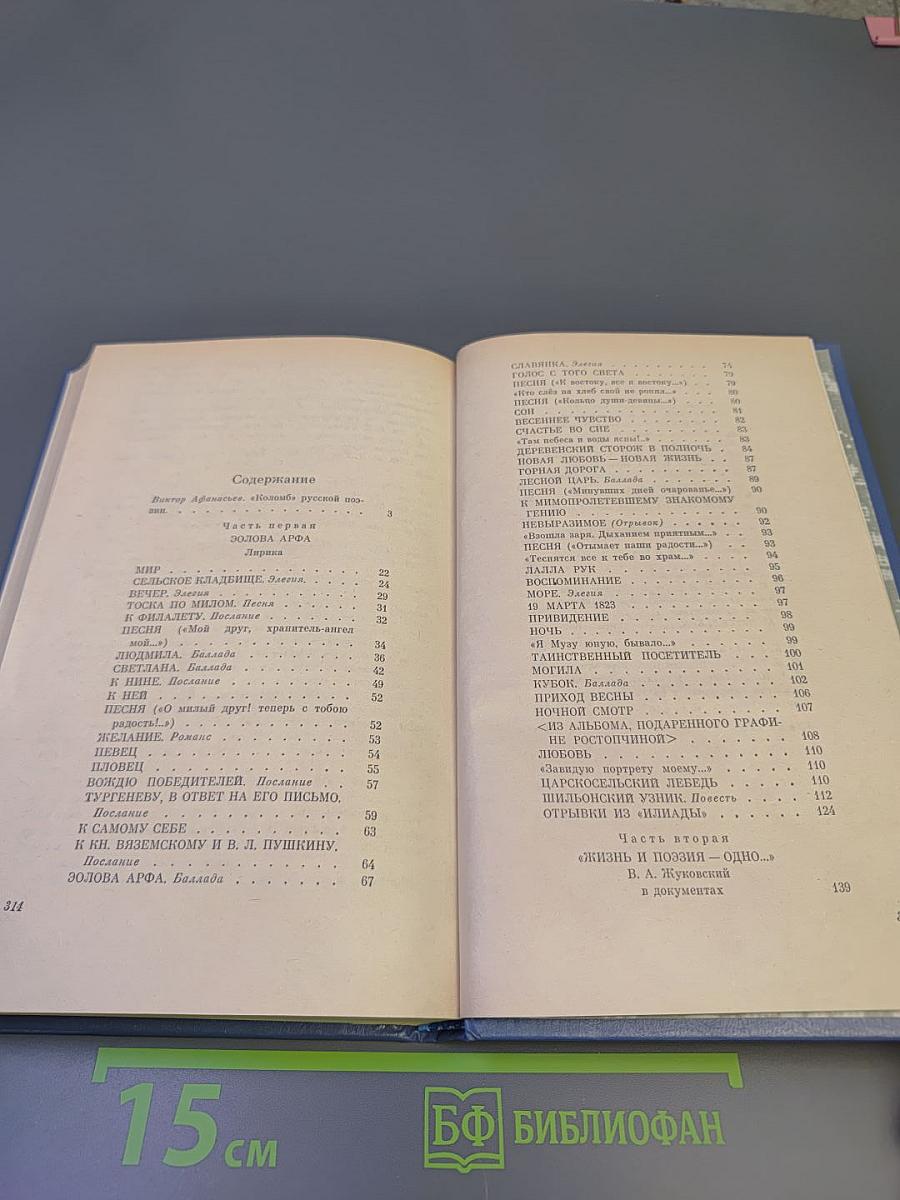 Содержание
Виктор Афанасьев. «Коломб» русской поэ-
зии. . . . . . . . . . . . . . . . 3
Часть первая
ЭОЛОВА АРФА
Лирика
МИР . . . . . . . . . . . . . 22
СЕЛЬСКОЕ КЛАДБИЩЕ. Элегия. . . . . 24
ВЕЧЕР. Элегия . . . . . . . . . 29
ТОСКА ПО МИЛОМ. Песня . . . . . . 31
К ФИЛАЛЕТУ. Послание . . . . . . . 32
ПЕСНЯ («Мой друг, хранитель-ангел
мой...») . . . . . . . . . . . . 34
ЛЮДМИЛА. Баллада . . . . . . . . 36
СВЕТЛАНА. Баллада . . . . . . . . 42
К НИНЕ. Послание . . . . . . . . 49
К НЕЙ . . . . . . . . . . . . . 52
ПЕСНЯ («О милый друг! теперь с тобою
радость!..») . . . . . . . . . . . 52
ЖЕЛАНИЕ. Романс . . . . . . . . . 53
ПЕВЕЦ . . . . . . . . . . . . . 54
ПЛОВЕЦ . . . . . . . . . . . . 55
ВОЖДЮ ПОБЕДИТЕЛЕЙ. Послание . . 57
ТУРГЕНЕВУ, В ОТВЕТ НА ЕГО ПИСЬМО.
Послание . . . . . . . . . . . . 59
К САМОМУ СЕБЕ . . . . . . . . . 63
К КН. ВЯЗЕМСКОМУ И В. Л. ПУШКИНУ.
Послание . . . . . . . . . . . . 64
ЭОЛОВА АРФА. Баллада . . . . . . . 67
314
СЛАВЯНКА. Элегия . . . . . . . . 74
ГОЛОС С ТОГО СВЕТА . . . . . . . 79
ПЕСНЯ («К востоку, все к востоку...») . . 79
«Кто слёз на хлеб свой не ронял...» . . . 80
ПЕСНЯ («Кольцо души-девицы...») . . . 80
СОН . . . . . . . . . . . . . . 81
ВЕСЕННЕЕ ЧУВСТВО . . . . . . . . 82
СЧАСТЬЕ ВО СНЕ . . . . . . . . . 83
«Там небеса и воды ясны!..» . . . . . . 83
ДЕРЕВЕНСКИЙ СТОРОЖ В ПОЛНОЧЬ . 84
НОВАЯ ЛЮБОВЬ — НОВАЯ ЖИЗНЬ . . 87
ГОРНАЯ ДОРОГА . . . . . . . . . 87
ЛЕСНОЙ ЦАРЬ. Баллада . . . . . . . 89
ПЕСНЯ («Минувших дней очарованье...») 90
К МИМОПРОЛЕТЕВШЕМУ ЗНАКОМОМУ
ГЕНИЮ . . . . . . . . . . . . . 90
НЕВЫРАЗИМОЕ (Отрывок) . . . . . . 92
«Взошла заря. Дыханием приятным...» . . 93
ПЕСНЯ («Отымает наши радости...») . . 93
«Теснятся все к тебе во храм...» . . . . 94
ЛАЛЛА РУК . . . . . . . . . . . 95
ВОСПОМИНАНИЕ . . . . . . . . . 96
МОРЕ. Элегия . . . . . . . . . . 97
19 МАРТА 1823 . . . . . . . . . . 97
ПРИВИДЕНИЕ . . . . . . . . . . 98
НОЧЬ . . . . . . . . . . . . . 99
«Я Музу юную, бывало...» . . . . . . . 99
ТАИНСТВЕННЫЙ ПОСЕТИТЕЛЬ . . . 100
МОГИЛА . . . . . . . . . . . . 101
КУБОК. Баллада . . . . . . . . . 102
ПРИХОД ВЕСНЫ . . . . . . . . . 106
НОЧНОЙ СМОТР . . . . . . . . . 107
<ИЗ АЛЬБОМА, ПОДАРЕННОГО ГРАФИ-
НЕ РОСТОПЧИНОЙ> . . . . . . . 108
ЛЮБОВЬ . . . . . . . . . . . . 110
«Завидую портрету моему...» . . . . . 110
ЦАРСКОСЕЛЬСКИЙ ЛЕБЕДЬ . . . . . 110
ШИЛЬОНСКИЙ УЗНИК. Повесть . . . . 112
ОТРЫВКИ ИЗ «ИЛИАДЫ» . . . . . . 124
Часть вторая
«ЖИЗНЬ И ПОЭЗИЯ — ОДНО...»
В. А. Жуковский
в документах 139
15 см
БФ БИБЛИОФАН